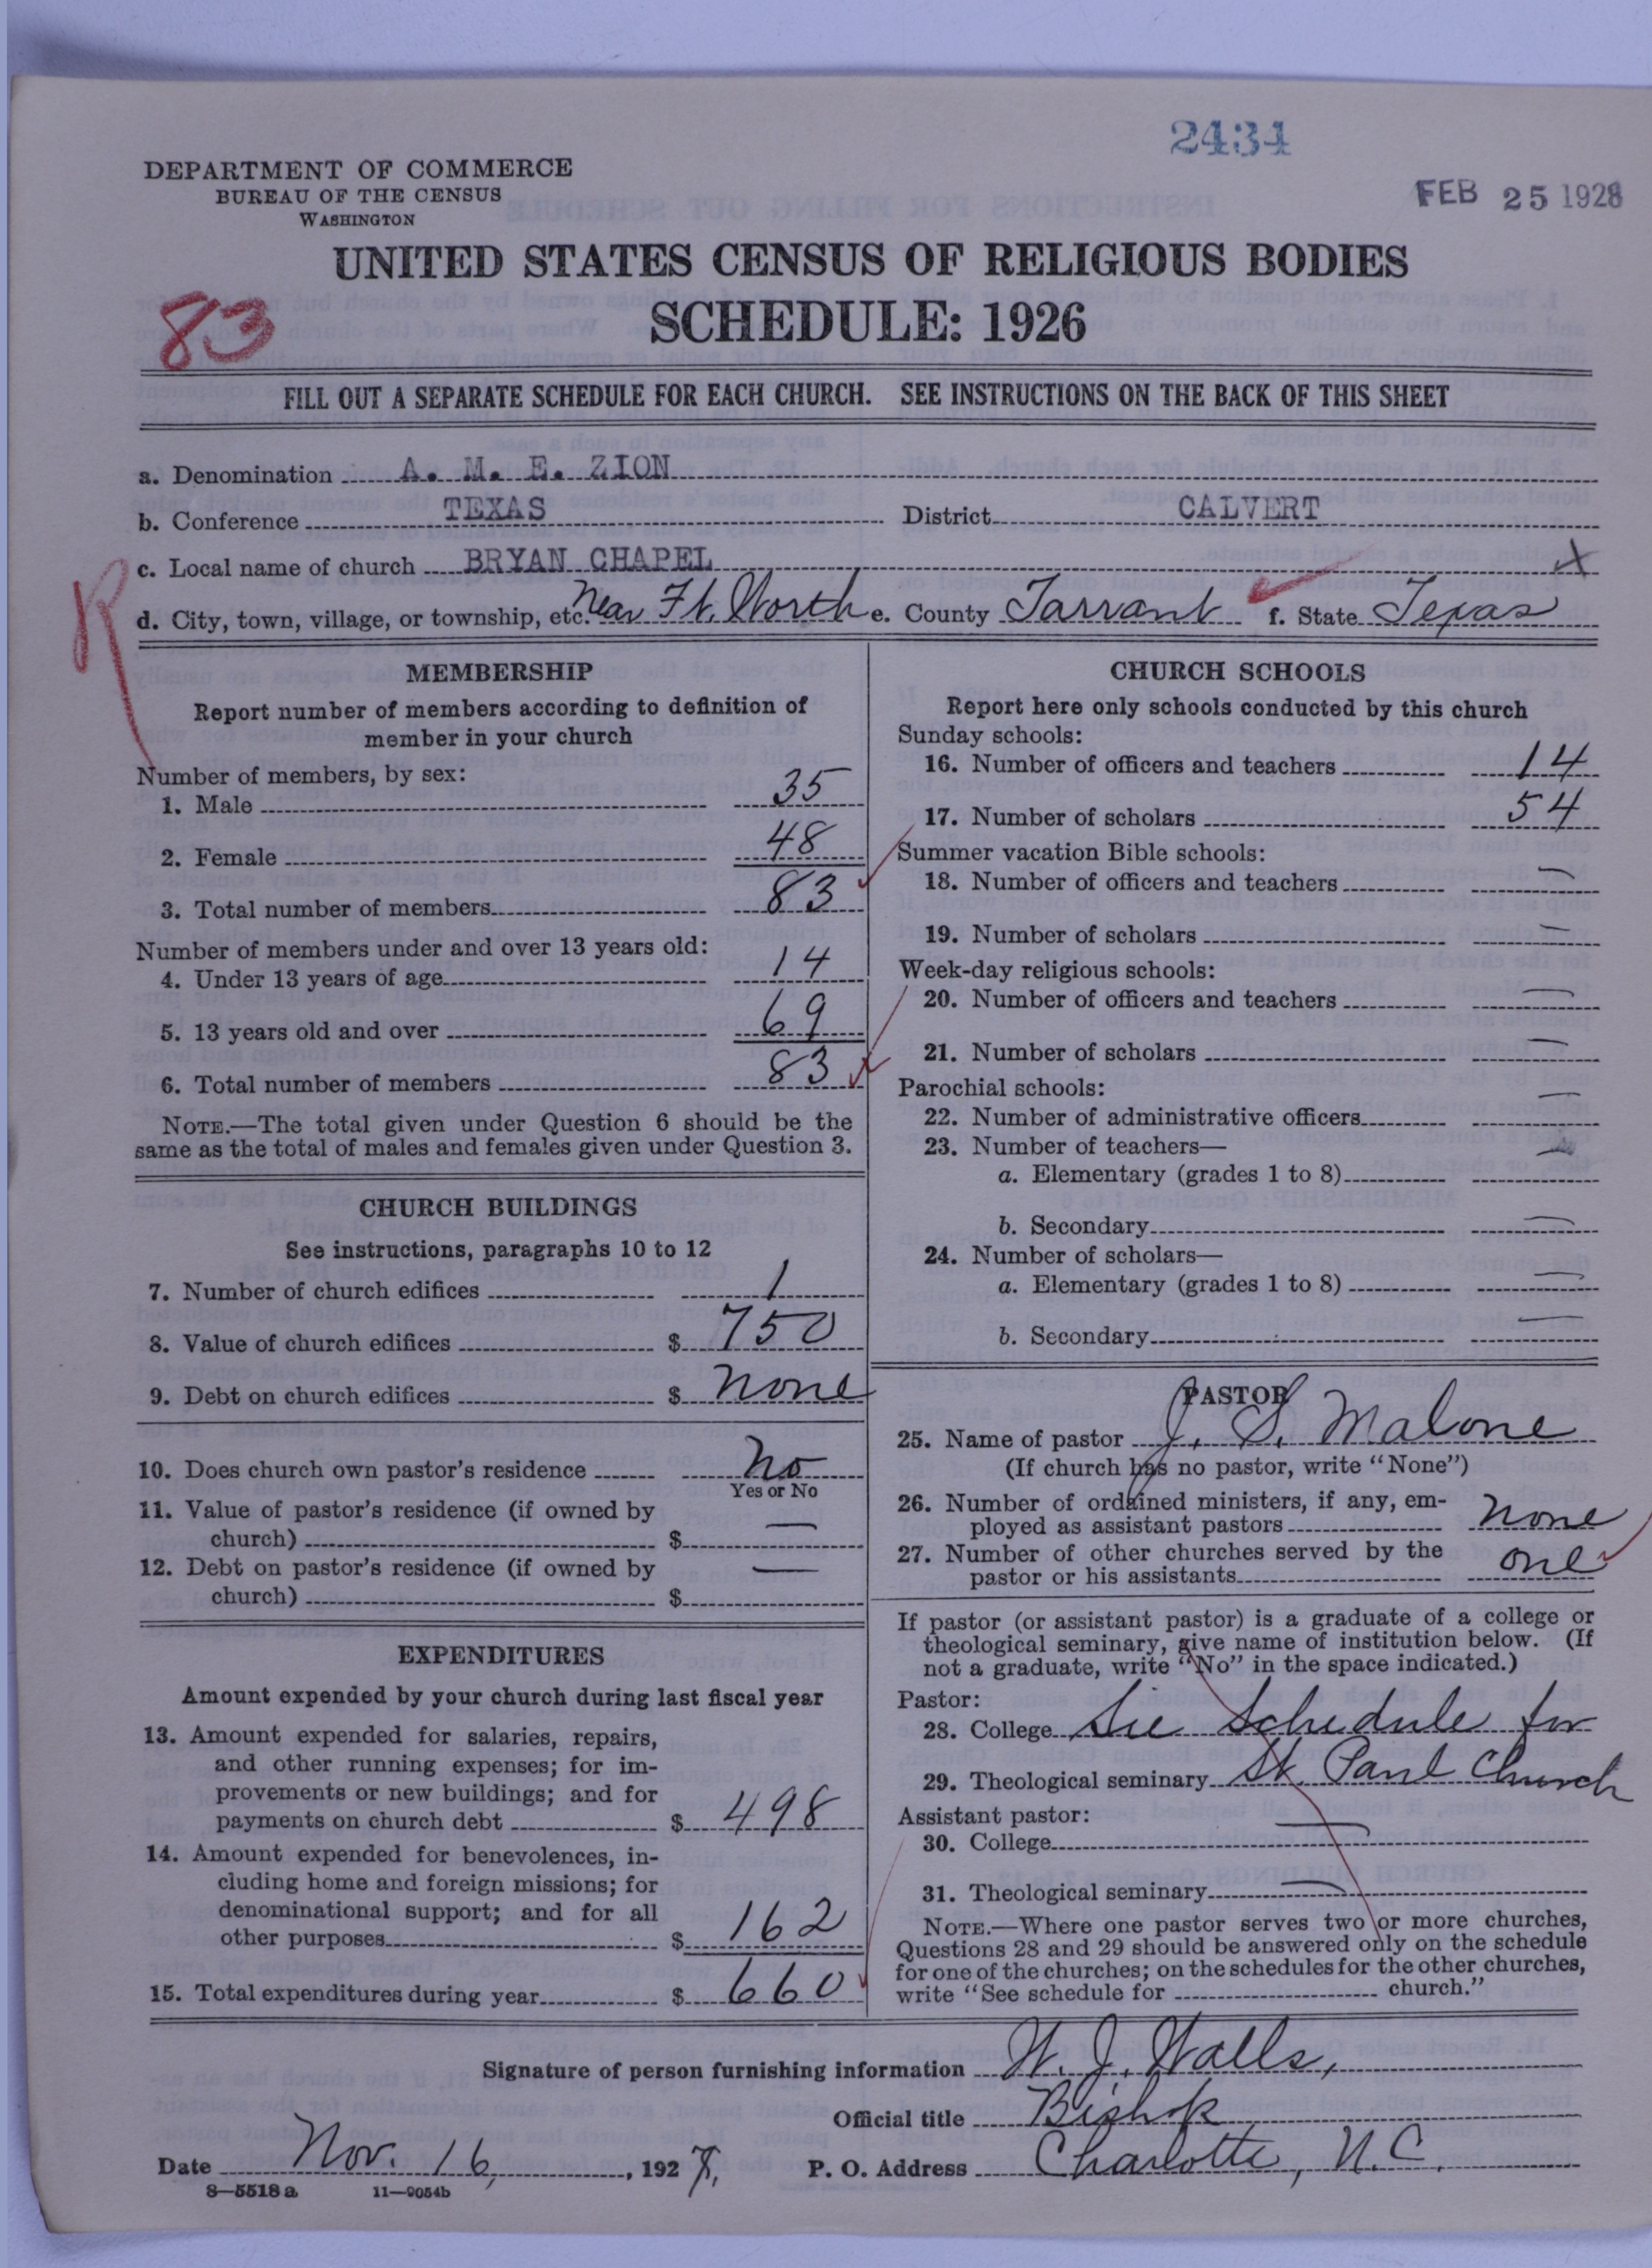 2434
FEB 25 1928
DEPARTMENT OF COMMERCE
BUREAU OF THE CENSUS
WASHINGTON
UNITED STATES CENSUS OF RELIGIOUS BODIES
SCHEDULE: 1926
83
FILL OUT A SEPARATE SCHEDULE FOR EACH CHURCH. SEE INSTRUCTIONS ON THE BACK OF THIS SHEET
a. Denomination A. M. E. ZION
b. Conference TEXAS District CALVERT
c. Local name of church BRYAN CHAPEL X
R
d. City, town, village, or township, etc. Near Ft. Worth e. County Tarrant f. State Texas
MEMBERSHIP
Report number of members according to definition of
member in your church
Number of members, by sex:
1. Male 35
2. Female 48
3. Total number of members 83
Number of members under and over 13 years old:
4. Under 13 years of age 14
5. 13 years old and over 69
6. Total number of members 83
NOTE.—The total given under Question 6 should be the
same as the total of males and females given under Question 3.
CHURCH BUILDINGS
See instructions, paragraphs 10 to 12
7. Number of church edifices 1
8. Value of church edifices $ 750
9. Debt on church edifices $ None
10. Does church own pastor's residence No
Yes or No
11. Value of pastor's residence (if owned by
church) $ —
12. Debt on pastor's residence (if owned by
church) $ —
EXPENDITURES
Amount expended by your church during last fiscal year
13. Amount expended for salaries, repairs,
and other running expenses; for im-
provements or new buildings; and for
payments on church debt $ 498
14. Amount expended for benevolences, in-
cluding home and foreign missions; for
denominational support; and for all
other purposes $ 162
15. Total expenditures during year $ 660
CHURCH SCHOOLS
Report here only schools conducted by this church
Sunday schools:
16. Number of officers and teachers 14
17. Number of scholars 54
Summer vacation Bible schools:
18. Number of officers and teachers —
19. Number of scholars —
Week-day religious schools:
20. Number of officers and teachers —
21. Number of scholars —
Parochial schools:
22. Number of administrative officers —
23. Number of teachers—
a. Elementary (grades 1 to 8) —
b. Secondary —
24. Number of scholars—
a. Elementary (grades 1 to 8) —
b. Secondary —
PASTOR
25. Name of pastor J. S. Malone
(If church has no pastor, write "None")
26. Number of ordained ministers, if any, em-
ployed as assistant pastors None
27. Number of other churches served by the
pastor or his assistants one
If pastor (or assistant pastor) is a graduate of a college or
theological seminary, give name of institution below. (If
not a graduate, write "No" in the space indicated.)
Pastor:
28. College See Schedule for
29. Theological seminary St. Paul Church
Assistant pastor:
30. College —
31. Theological seminary —
NOTE.—Where one pastor serves two or more churches,
Questions 28 and 29 should be answered only on the schedule
for one of the churches; on the schedules for the other churches,
write "See schedule for church."
Signature of person furnishing information W. J. Walls,
Official title Bishop
Date Nov. 16, 1927. P. O. Address Charlotte, N.C.
8—5518 a 11—9054b